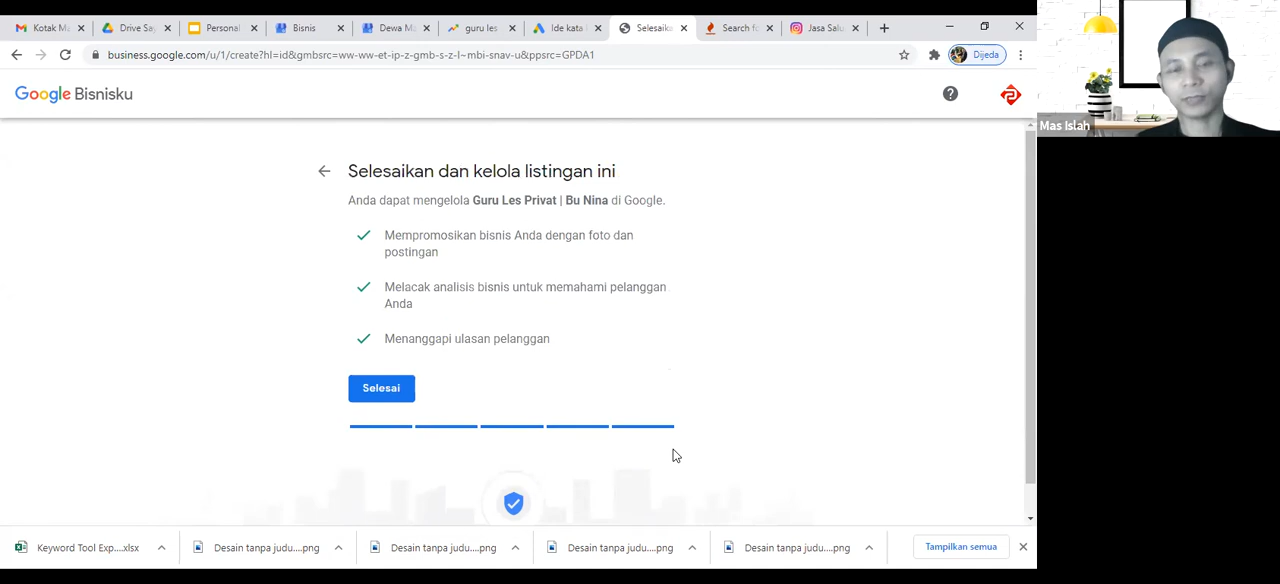 Kotak M
Drive Sa
Personal
Bisnis
Dewa M
guru les
Ide kata
Selesaik
Search fo
Jasa Salu
business.google.com/u/1/create?hl=id&gmbsrc=ww-ww-et-ip-z-gmb-s-z-l~mbi-snav-u&ppsrc=GPDA1
Dijeda
Google Bisnisku
Mas Islah
Selesaikan dan kelola listingan ini
Anda dapat mengelola Guru Les Privat | Bu Nina di Google.
Mempromosikan bisnis Anda dengan foto dan
postingan
Melacak analisis bisnis untuk memahami pelanggan
Anda
Menanggapi ulasan pelanggan
Selesai
Keyword Tool Exp....xlsx
Desain tanpa judu....png
Desain tanpa judu....png
Desain tanpa judu....png
Desain tanpa judu....png
Tampilkan semua